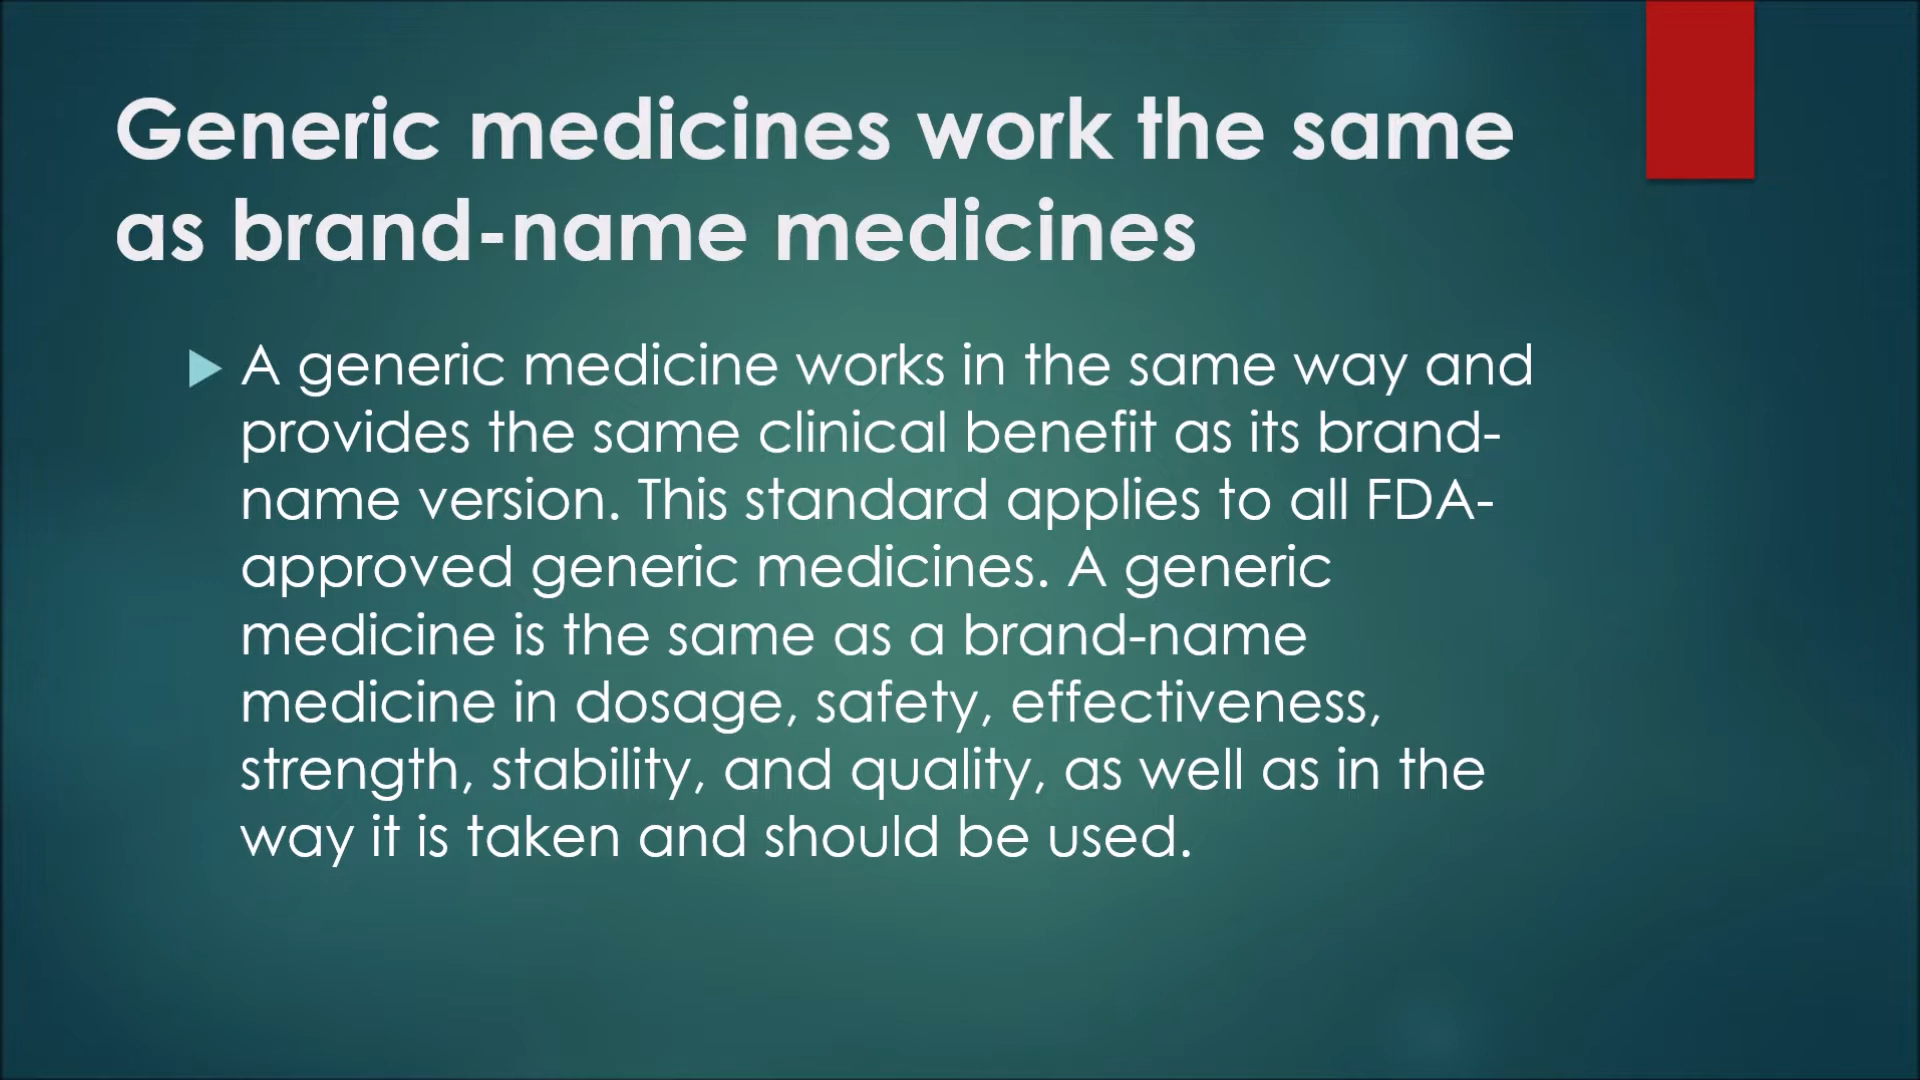 Generic medicines work the same
as brand-name medicines
A generic medicine works in the same way and
provides the same clinical benefit as its brand-
name version. This standard applies to all FDA-
approved generic medicines. A generic
medicine is the same as a brand-name
medicine in dosage, safety, effectiveness,
strength, stability, and quality, as well as in the
way it is taken and should be used.